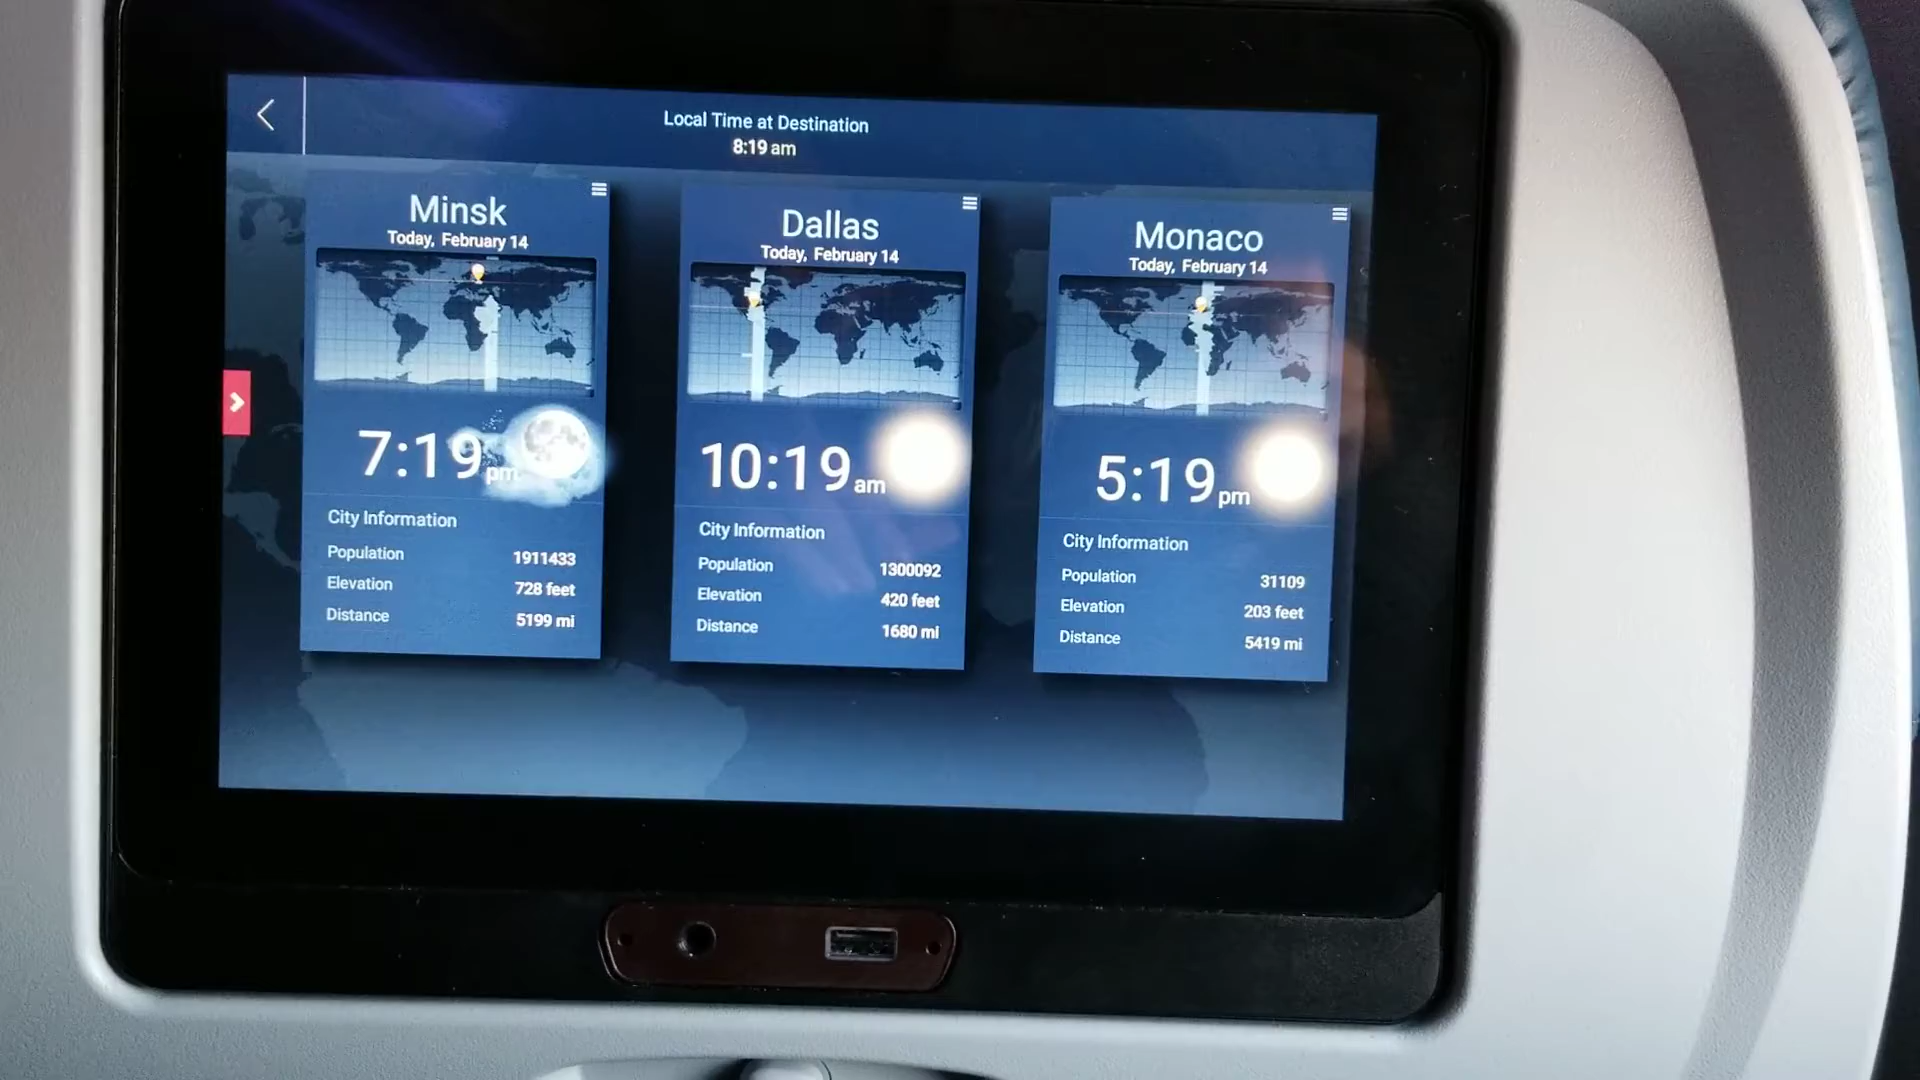 Local Time at Destination
8:19 am
Minsk
Today, February 14
7:19 pm
City Information
Population 1911433
Elevation 728 feet
Distance 5199 mi
Dallas
Today, February 14
10:19 am
City Information
Population 1300092
Elevation 420 feet
Distance 1680 mi
Monaco
Today, February 14
5:19 pm
City Information
Population 31109
Elevation 203 feet
Distance 5419 mi